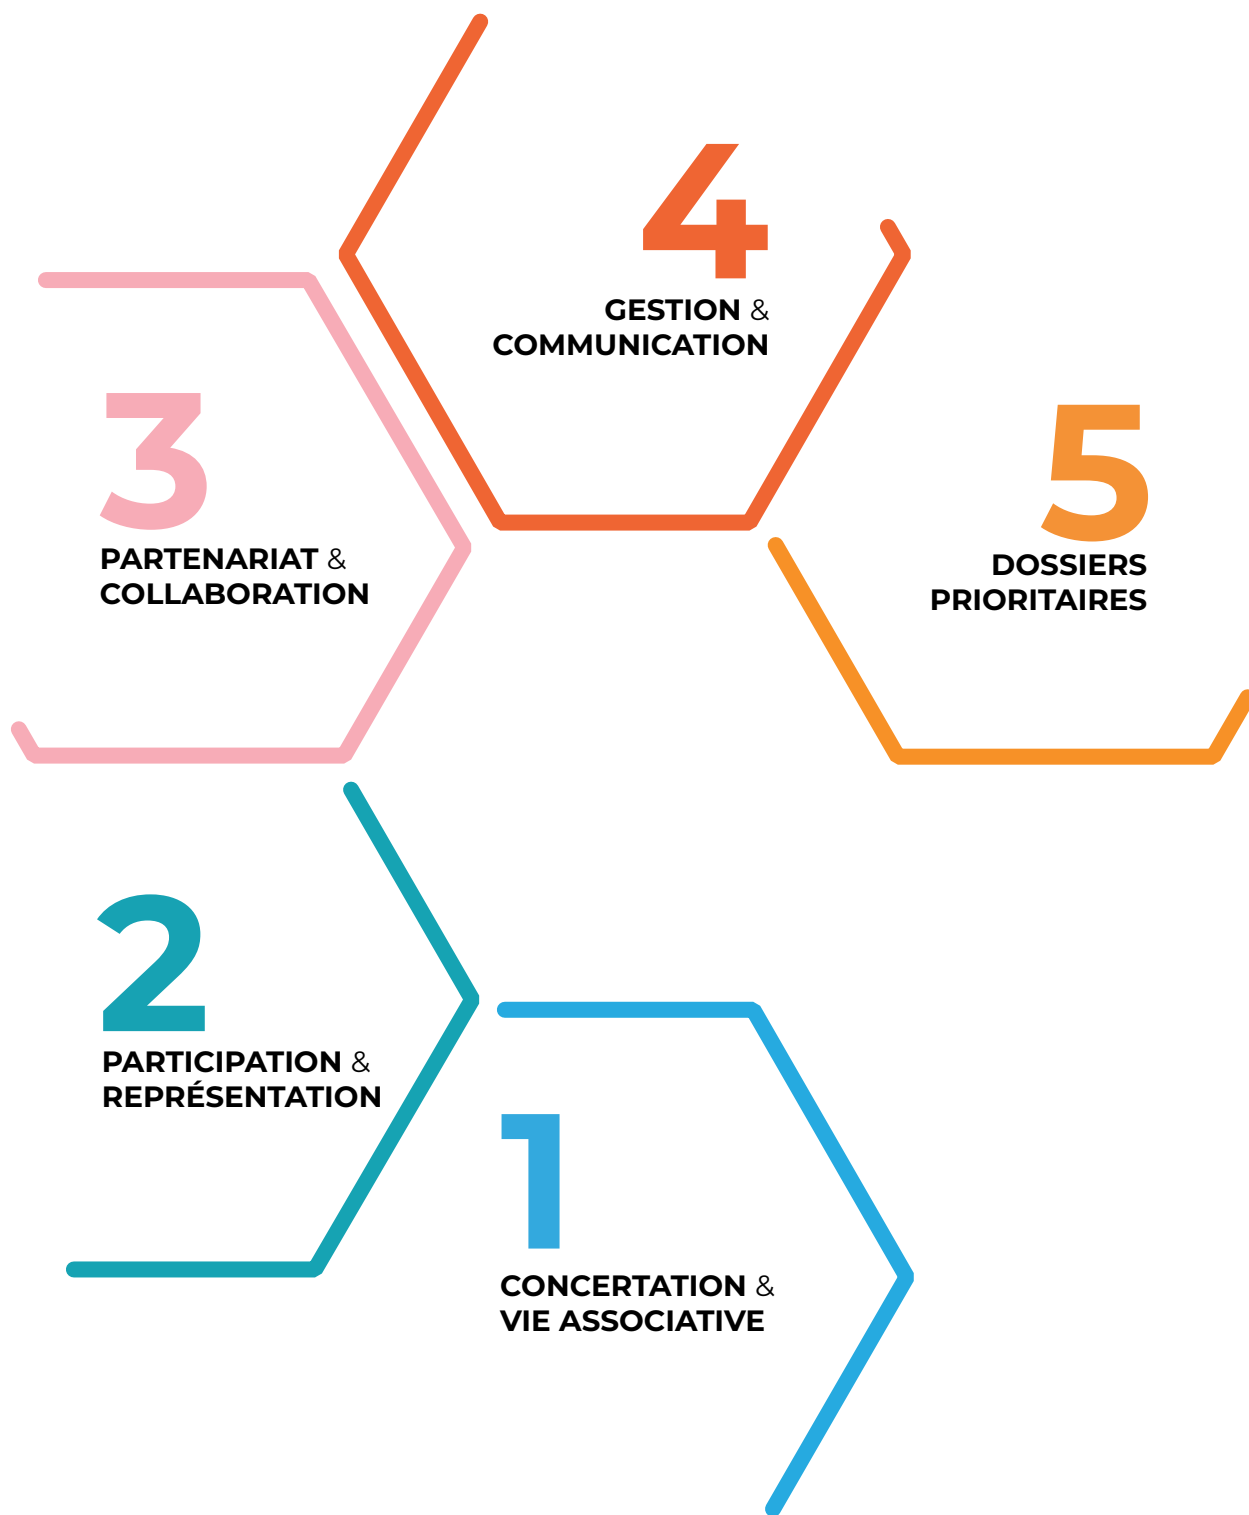 4
GESTION &
COMMUNICATION
3
PARTENARIAT &
COLLABORATION
5
DOSSIERS
PRIORITAIRES
2
PARTICIPATION &
REPRÉSENTATION
1
CONCERTATION &
VIE ASSOCIATIVE